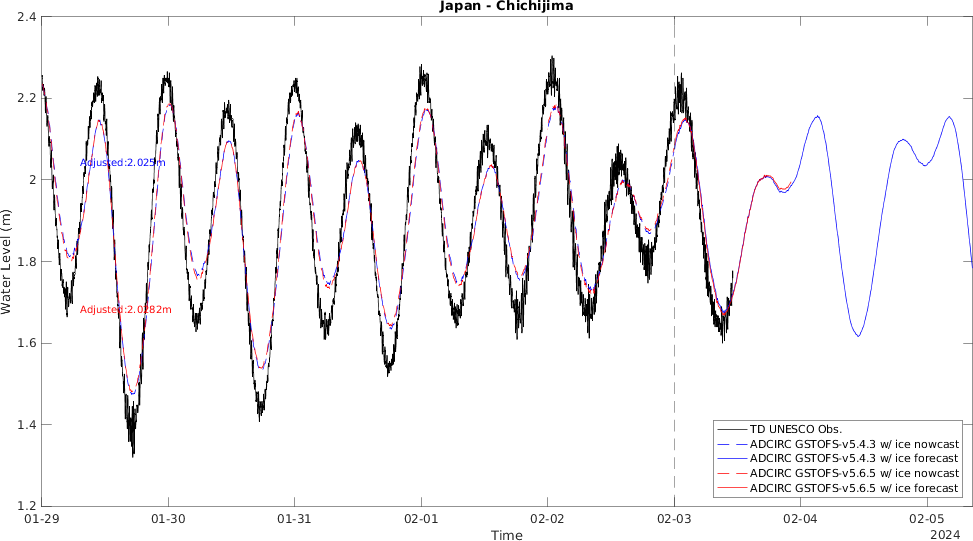 Japan - Chichijima
Water Level (m)
2.4
2.2
2
1.8
1.6
1.4
1.2
Adjusted:2.025m
Adjusted:2.0282m
TD UNESCO Obs.
ADCIRC GSTOFS-v5.4.3 w/ ice nowcast
ADCIRC GSTOFS-v5.4.3 w/ ice forecast
ADCIRC GSTOFS-v5.6.5 w/ ice nowcast
ADCIRC GSTOFS-v5.6.5 w/ ice forecast
01-29 01-30 01-31 02-01 02-02 02-03 02-04 02-05
Time
2024